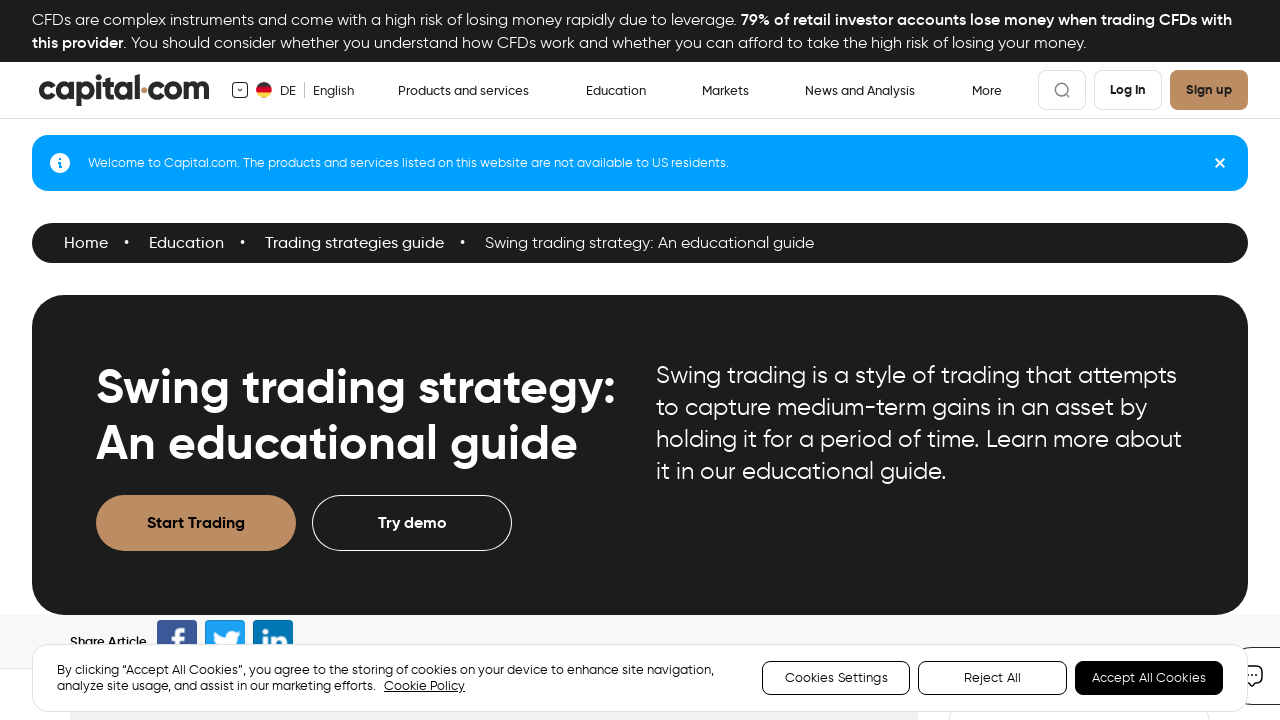 CFDs are complex instruments and come with a high risk of losing money rapidly due to leverage. 79% of retail investor accounts lose money when trading CFDs with
this provider. You should consider whether you understand how CFDs work and whether you can afford to take the high risk of losing your money.
capital.com
DE
English
Products and services
Education
Markets
News and Analysis
More
Log In
Sign up
Welcome to Capital.com. The products and services listed on this website are not available to US residents.
Home • Education • Trading strategies guide • Swing trading strategy: An educational guide
Swing trading strategy:
An educational guide
Swing trading is a style of trading that attempts
to capture medium-term gains in an asset by
holding it for a period of time. Learn more about
it in our educational guide.
Start Trading
Try demo
Share Article
By clicking “Accept All Cookies”, you agree to the storing of cookies on your device to enhance site navigation,
analyze site usage, and assist in our marketing efforts. Cookie Policy
Cookies Settings
Reject All
Accept All Cookies